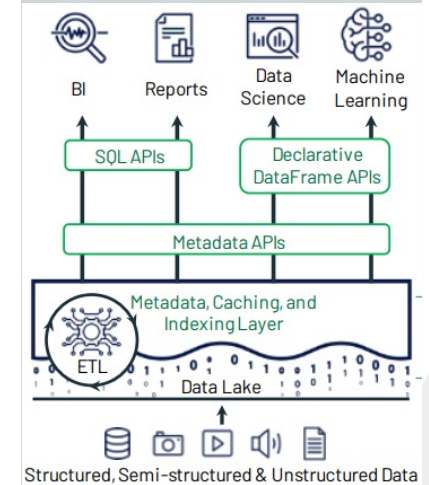 BI
Reports
Data
Science
Machine
Learning
SQL APIs
Declarative
DataFrame APIs
Metadata APIs
Metadata, Caching, and
Indexing Layer
ETL
Data Lake
Structured, Semi-structured & Unstructured Data